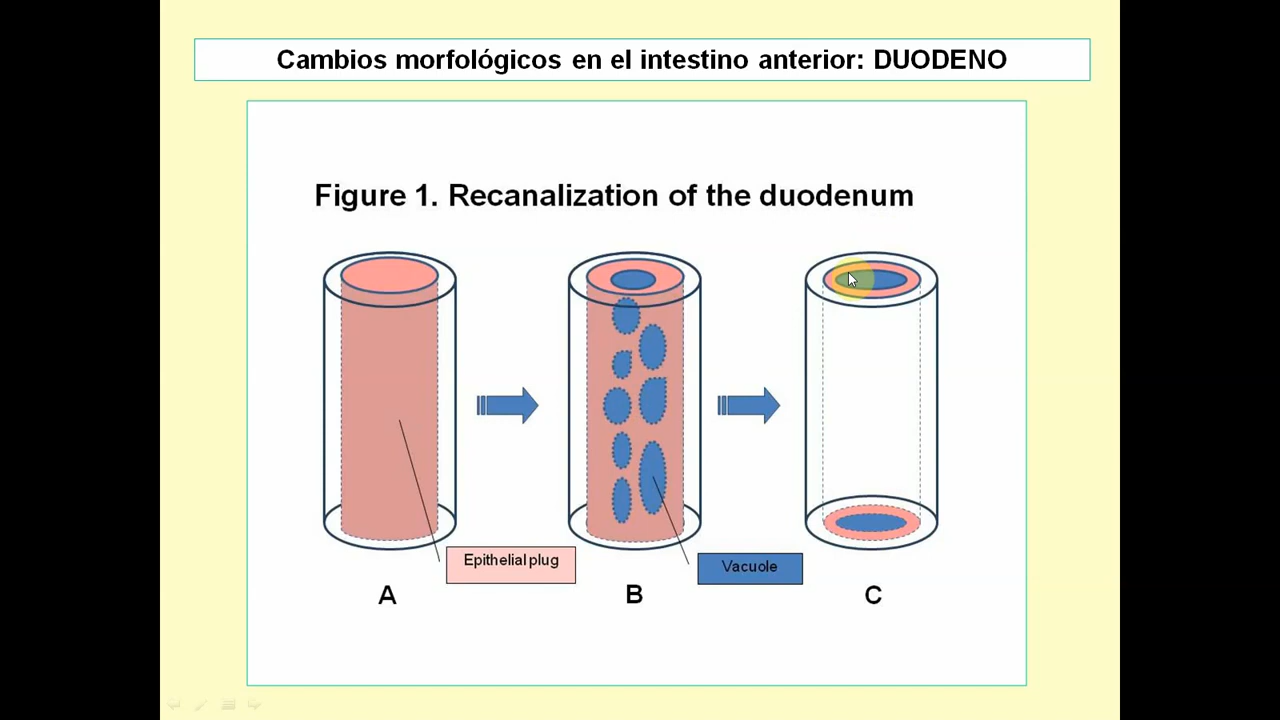 Cambios morfológicos en el intestino anterior: DUODENO
Figure 1. Recanalization of the duodenum
Epithelial plug
Vacuole
A
B
C